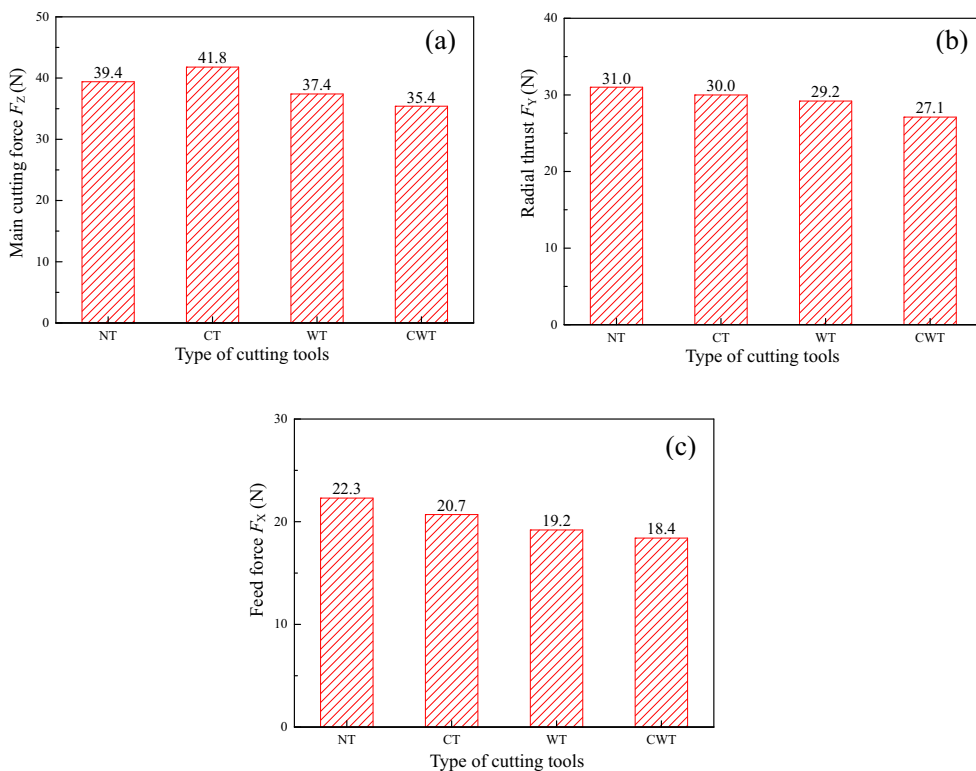 (a)
Main cutting force F_Z (N)
50
40
30
20
10
0
39.4
41.8
37.4
35.4
NT CT WT CWT
Type of cutting tools
(b)
Radial thrust F_Y (N)
40
30
20
10
0
31.0
30.0
29.2
27.1
NT CT WT CWT
Type of cutting tools
(c)
Feed force F_X (N)
30
20
10
0
22.3
20.7
19.2
18.4
NT CT WT CWT
Type of cutting tools